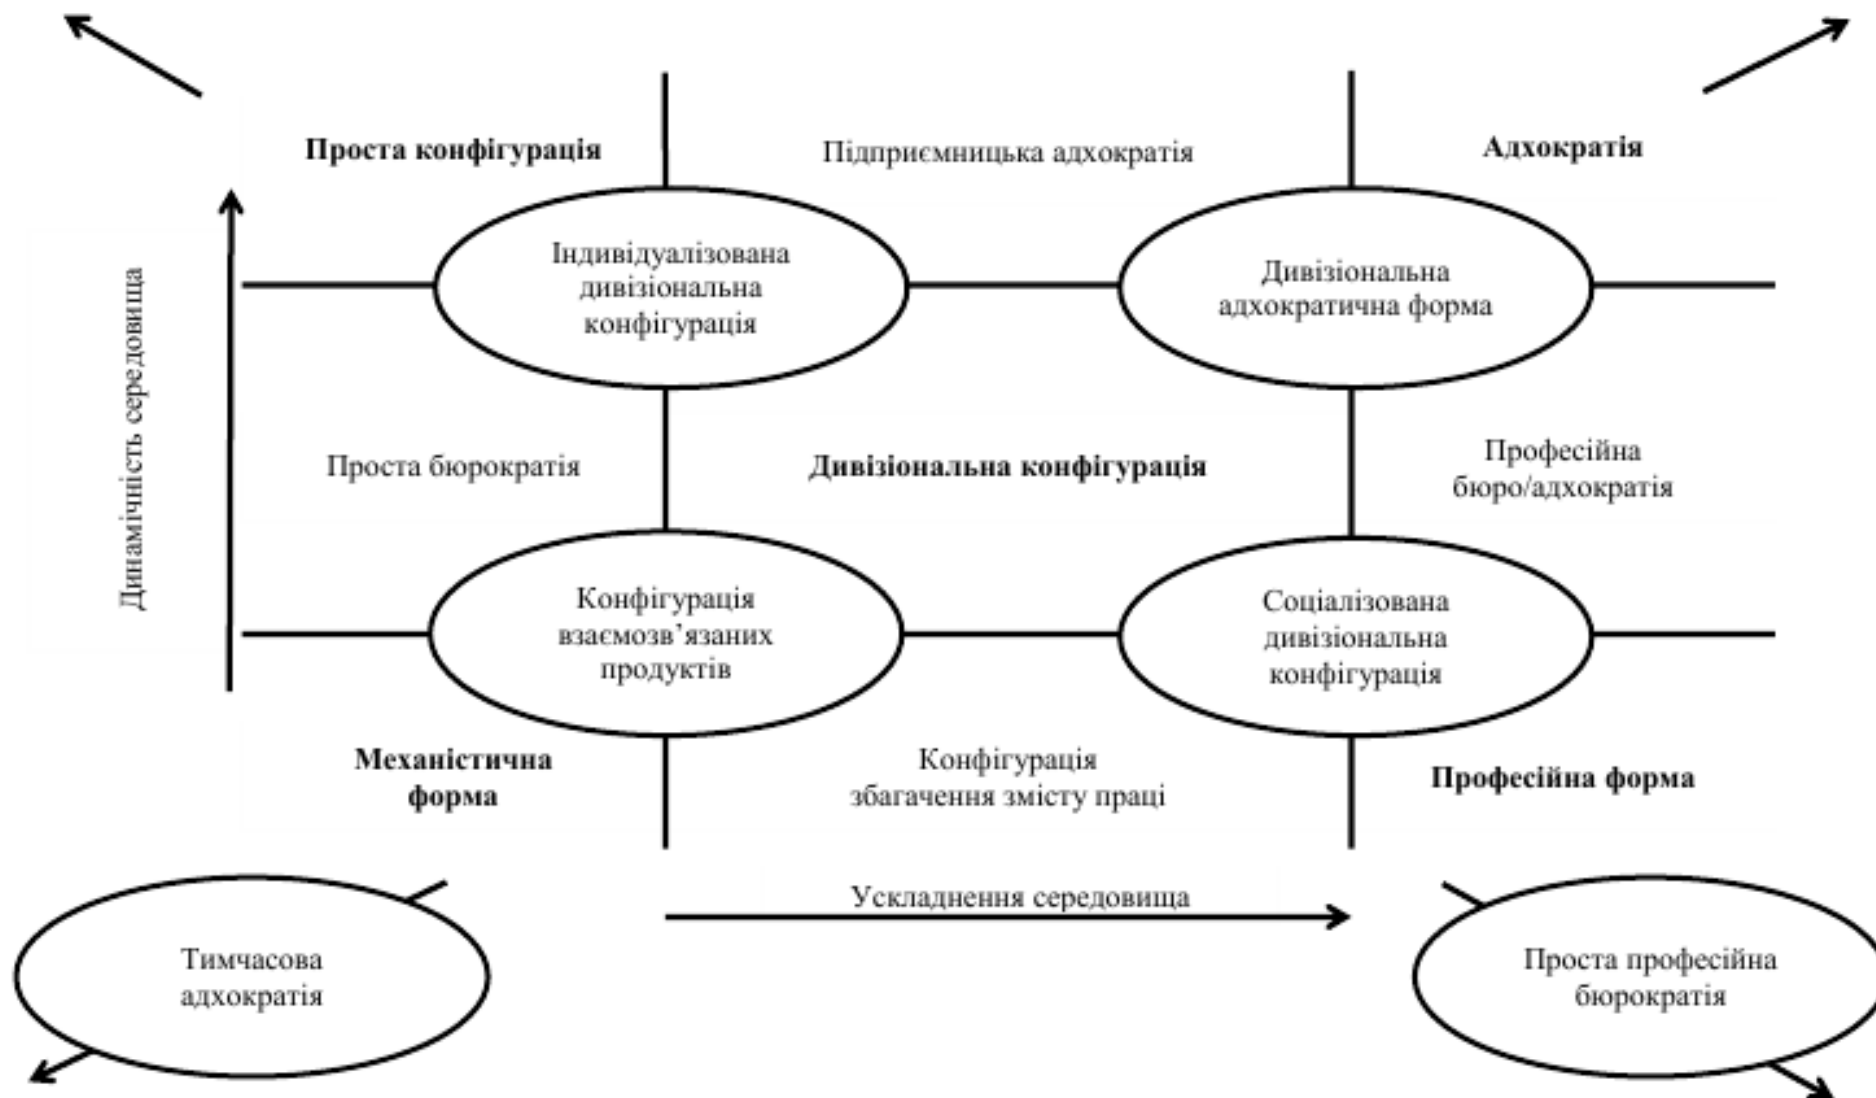 Проста конфігурація
Підприємницька адхократія
Адхократія
Індивідуалізована
дивізіональна
конфігурація
Дивізіональна
адхократична форма
Динамічність середовища
Проста бюрократія
Дивізіональна конфігурація
Професійна
бюро/адхократія
Конфігурація
взаємозв’язаних
продуктів
Соціалізована
дивізіональна
конфігурація
Механістична
форма
Конфігурація
збагачення змісту праці
Професійна форма
Ускладнення середовища
Тимчасова
адхократія
Проста професійна
бюрократія